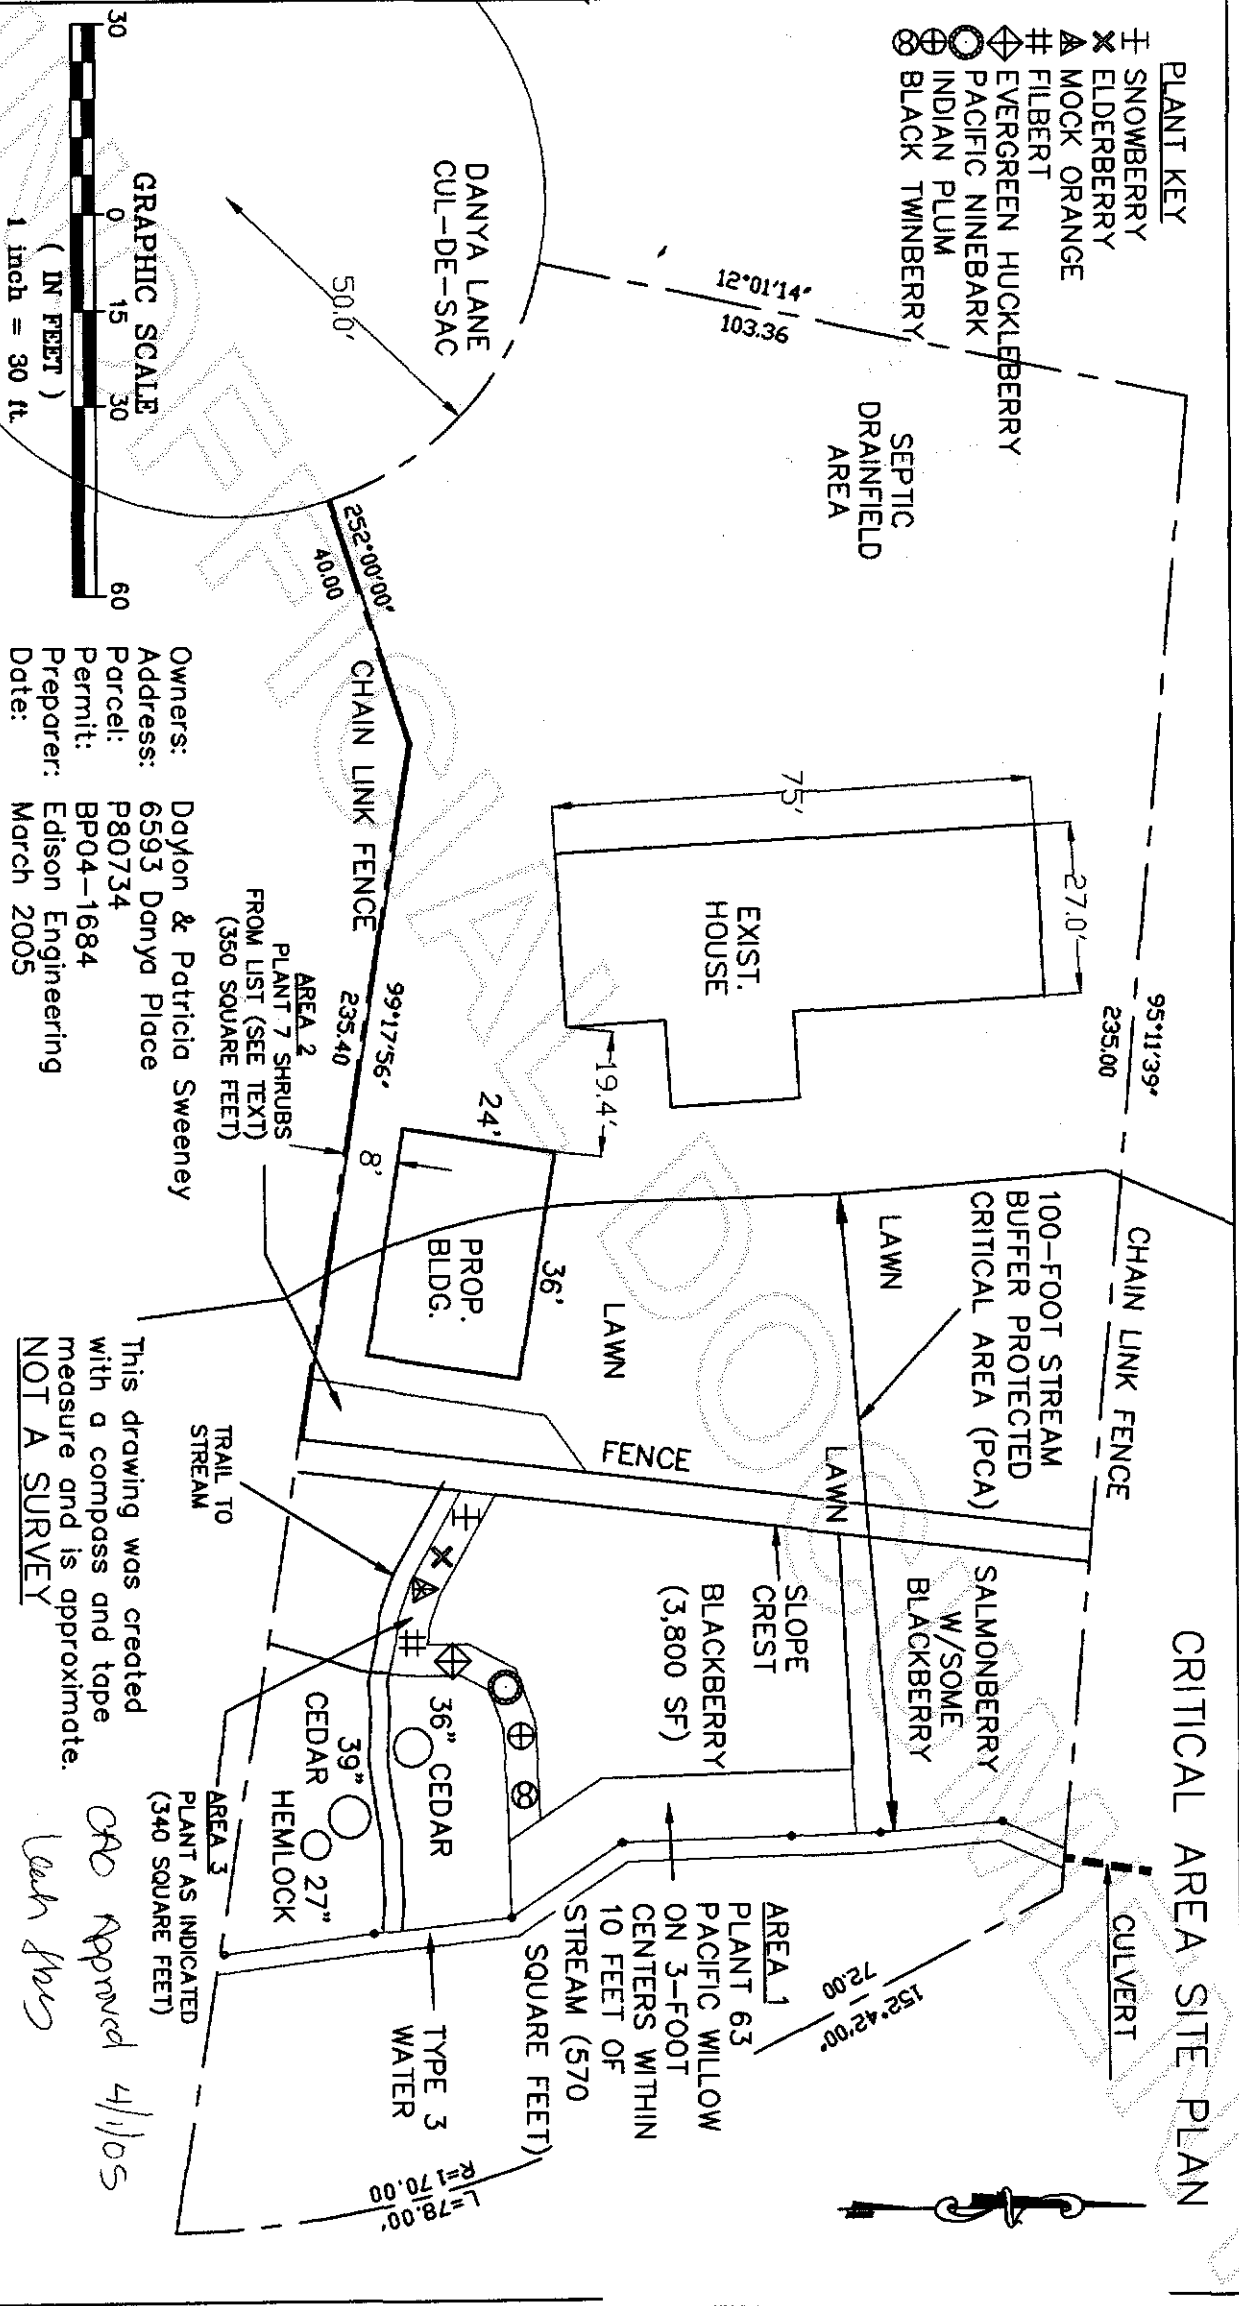 CRITICAL AREA SITE PLAN
PLANT KEY
SNOWBERRY
ELDERBERRY
MOCK ORANGE
# FILBERT
EVERGREEN HUCKLEBERRY
PACIFIC NINEBARK
INDIAN PLUM
BLACK TWINBERRY
12°01'14"
103.36
SEPTIC
DRAINFIELD
AREA
95°11'39"
235.00
CHAIN LINK FENCE
CULVERT
27.0'
75'
EXIST.
HOUSE
19.4'
100-FOOT STREAM
BUFFER PROTECTED
CRITICAL AREA (PCA)
LAWN
LAWN
LAWN
SALMONBERRY
W/SOME
BLACKBERRY
SLOPE
CREST
BLACKBERRY
(3,800 SF)
FENCE
152°42'00"
72.00
AREA 1
PLANT 63
PACIFIC WILLOW
ON 3-FOOT
CENTERS WITHIN
10 FEET OF
STREAM (570
SQUARE FEET)
DANYA LANE
CUL-DE-SAC
50.0'
252°00'00"
40.00
CHAIN LINK FENCE
99°17'56"
235.40
24'
36'
8'
PROP.
BLDG.
36" CEDAR
39"
CEDAR
27"
HEMLOCK
TYPE 3
WATER
L=78.00'
R=170.00
AREA 2
PLANT 7 SHRUBS
FROM LIST (SEE TEXT)
(350 SQUARE FEET)
TRAIL TO
STREAM
AREA 3
PLANT AS INDICATED
(340 SQUARE FEET)
GRAPHIC SCALE
30 0 15 30 60
( IN FEET )
1 inch = 30 ft.
Owners: Dayton & Patricia Sweeney
Address: 6593 Danya Place
Parcel: P80734
Permit: BP04-1684
Preparer: Edison Engineering
Date: March 2005
This drawing was created
with a compass and tape
measure and is approximate.
NOT A SURVEY
CAO Approved 4/1/05
Leah
UNOFFICIAL DOCUMENT